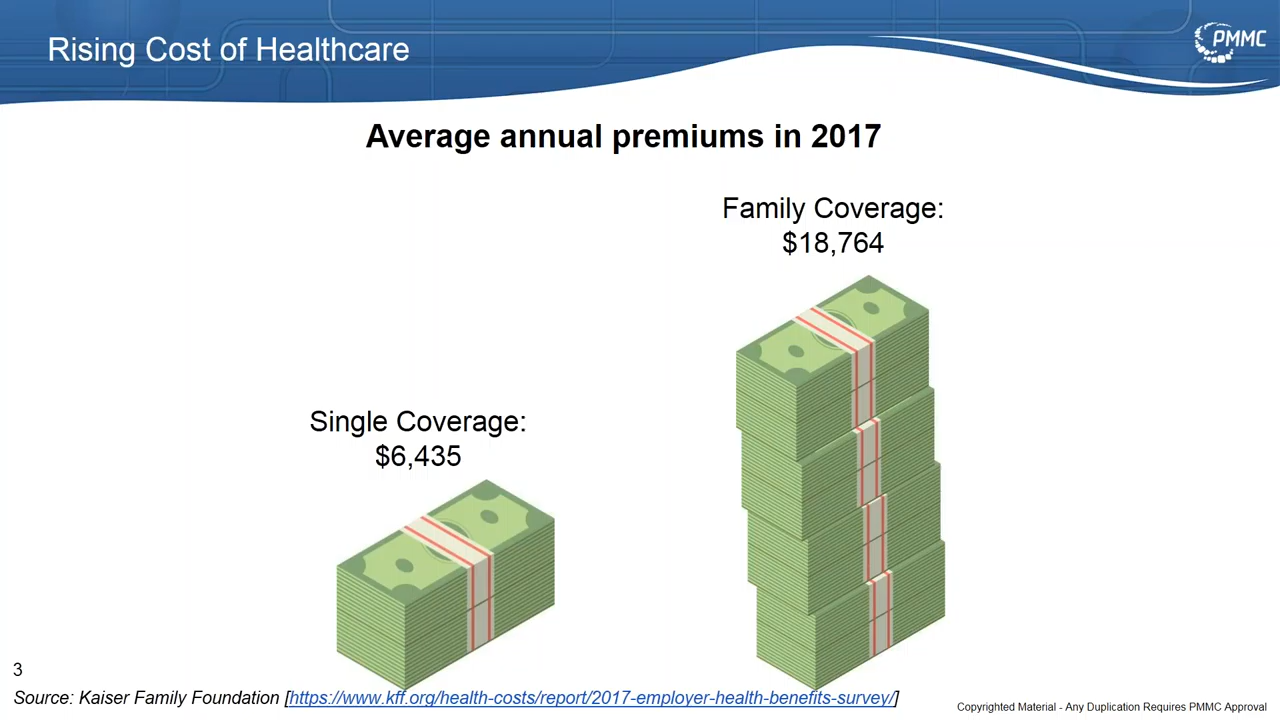 Rising Cost of Healthcare
PMMC
Average annual premiums in 2017
Family Coverage:
$18,764
Single Coverage:
$6,435
3
Source: Kaiser Family Foundation [https://www.kff.org/health-costs/report/2017-employer-health-benefits-survey/]
Copyrighted Material - Any Duplication Requires PMMC Approval